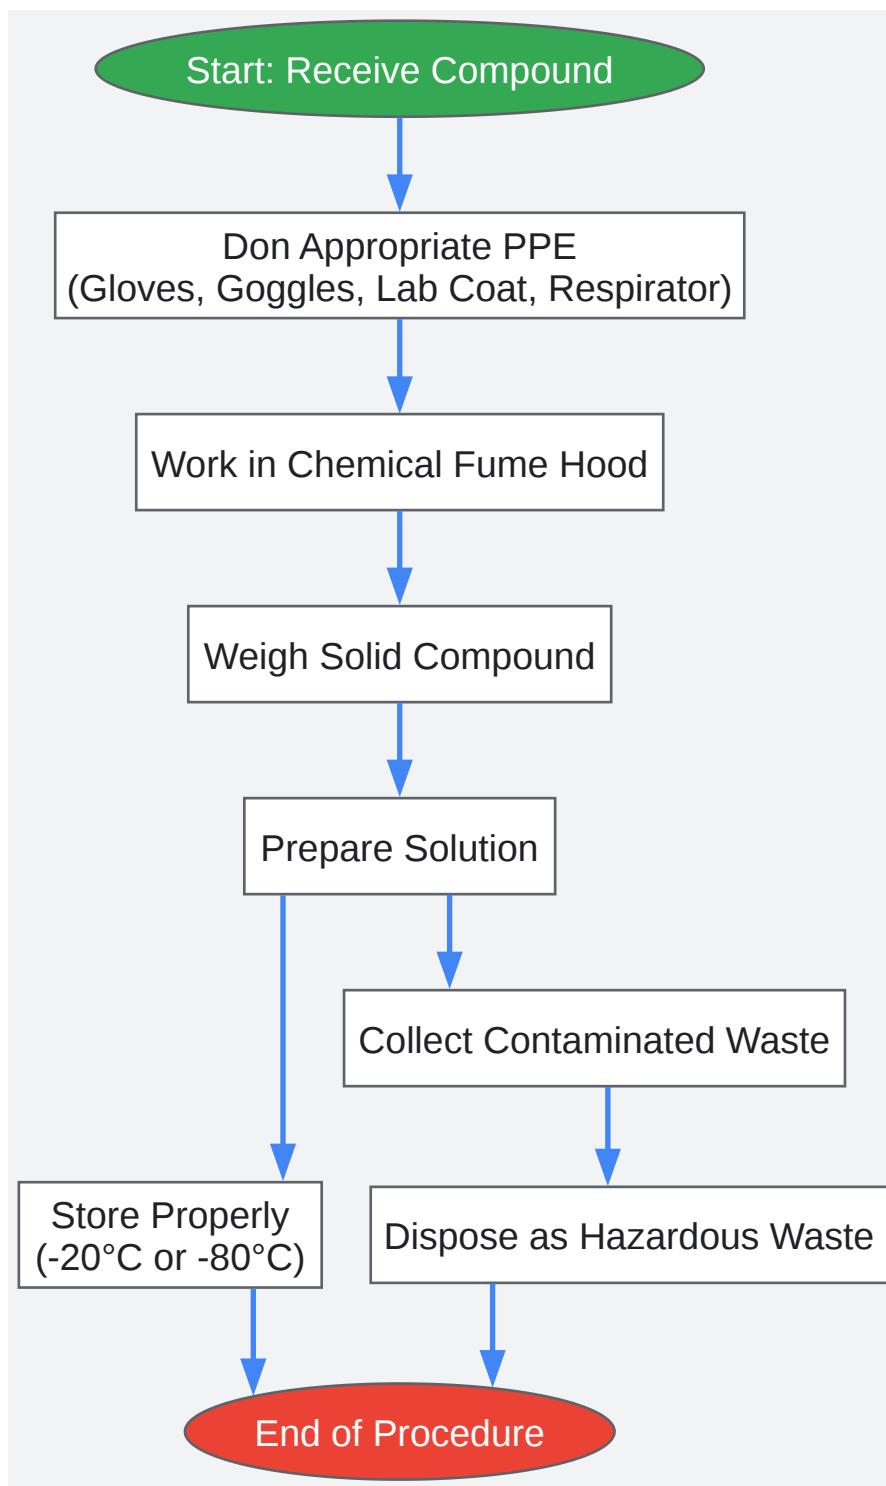 Start: Receive Compound
Don Appropriate PPE
(Gloves, Goggles, Lab Coat, Respirator)
Work in Chemical Fume Hood
Weigh Solid Compound
Prepare Solution
Collect Contaminated Waste
Store Properly
(-20°C or -80°C)
Dispose as Hazardous Waste
End of Procedure